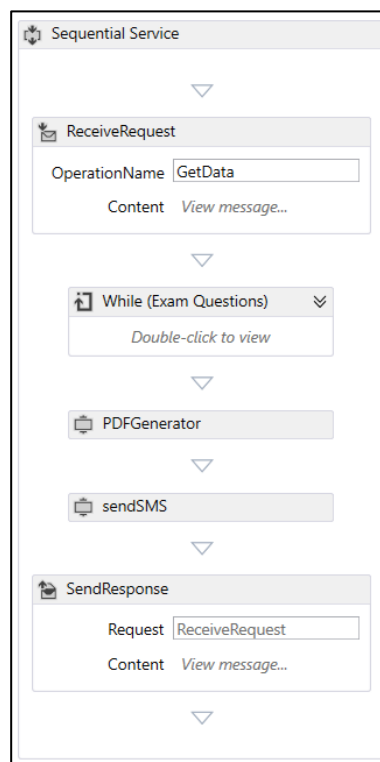 Sequential Service
ReceiveRequest
OperationName GetData
Content View message...
While (Exam Questions)
Double-click to view
PDFGenerator
sendSMS
SendResponse
Request ReceiveRequest
Content View message...